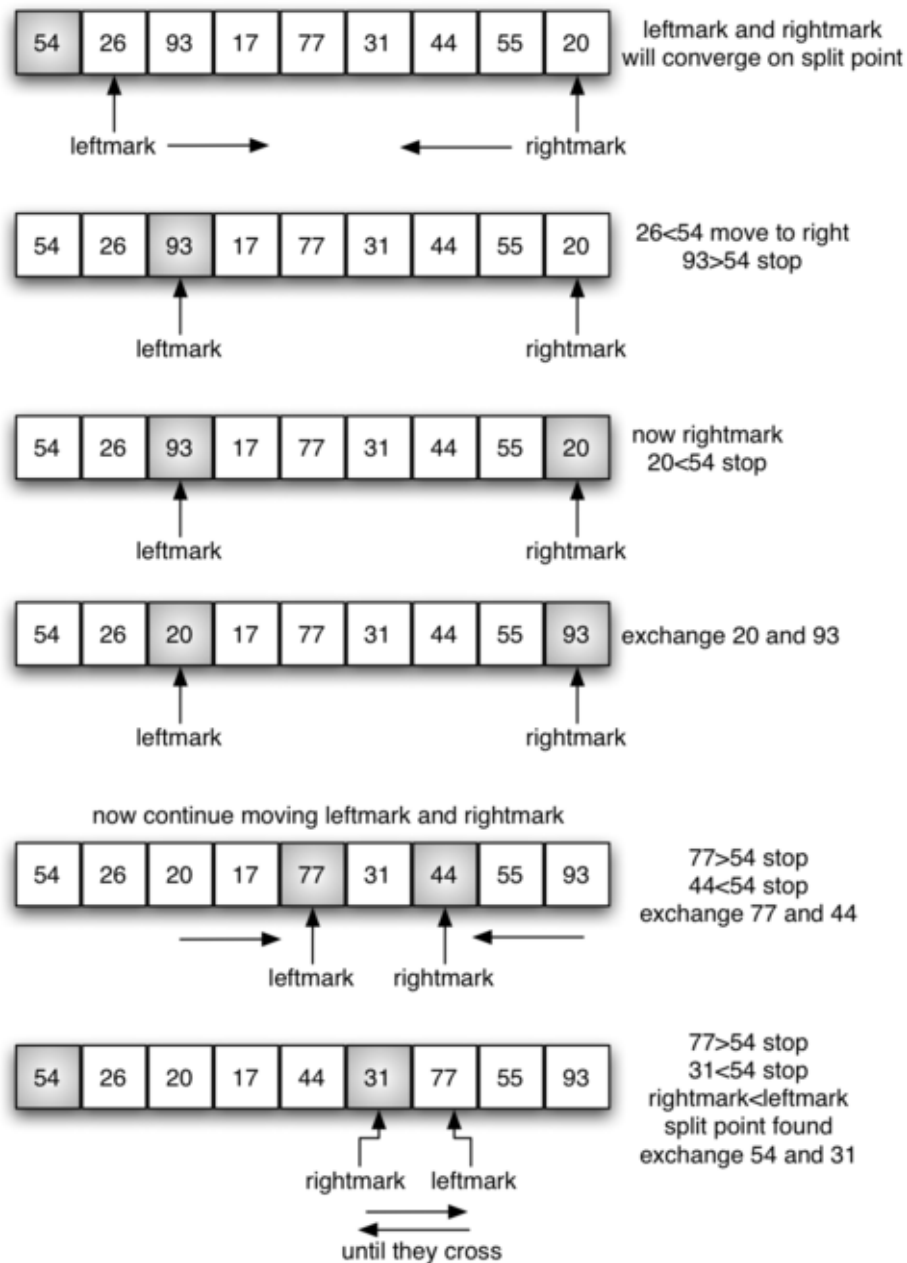 54 26 93 17 77 31 44 55 20
leftmark and rightmark
will converge on split point
leftmark
rightmark
54 26 93 17 77 31 44 55 20
26<54 move to right
93>54 stop
leftmark
rightmark
54 26 93 17 77 31 44 55 20
now rightmark
20<54 stop
leftmark
rightmark
54 26 20 17 77 31 44 55 93
exchange 20 and 93
leftmark
rightmark
now continue moving leftmark and rightmark
54 26 20 17 77 31 44 55 93
77>54 stop
44<54 stop
exchange 77 and 44
leftmark
rightmark
54 26 20 17 44 31 77 55 93
77>54 stop
31<54 stop
rightmark<leftmark
split point found
exchange 54 and 31
rightmark
leftmark
until they cross